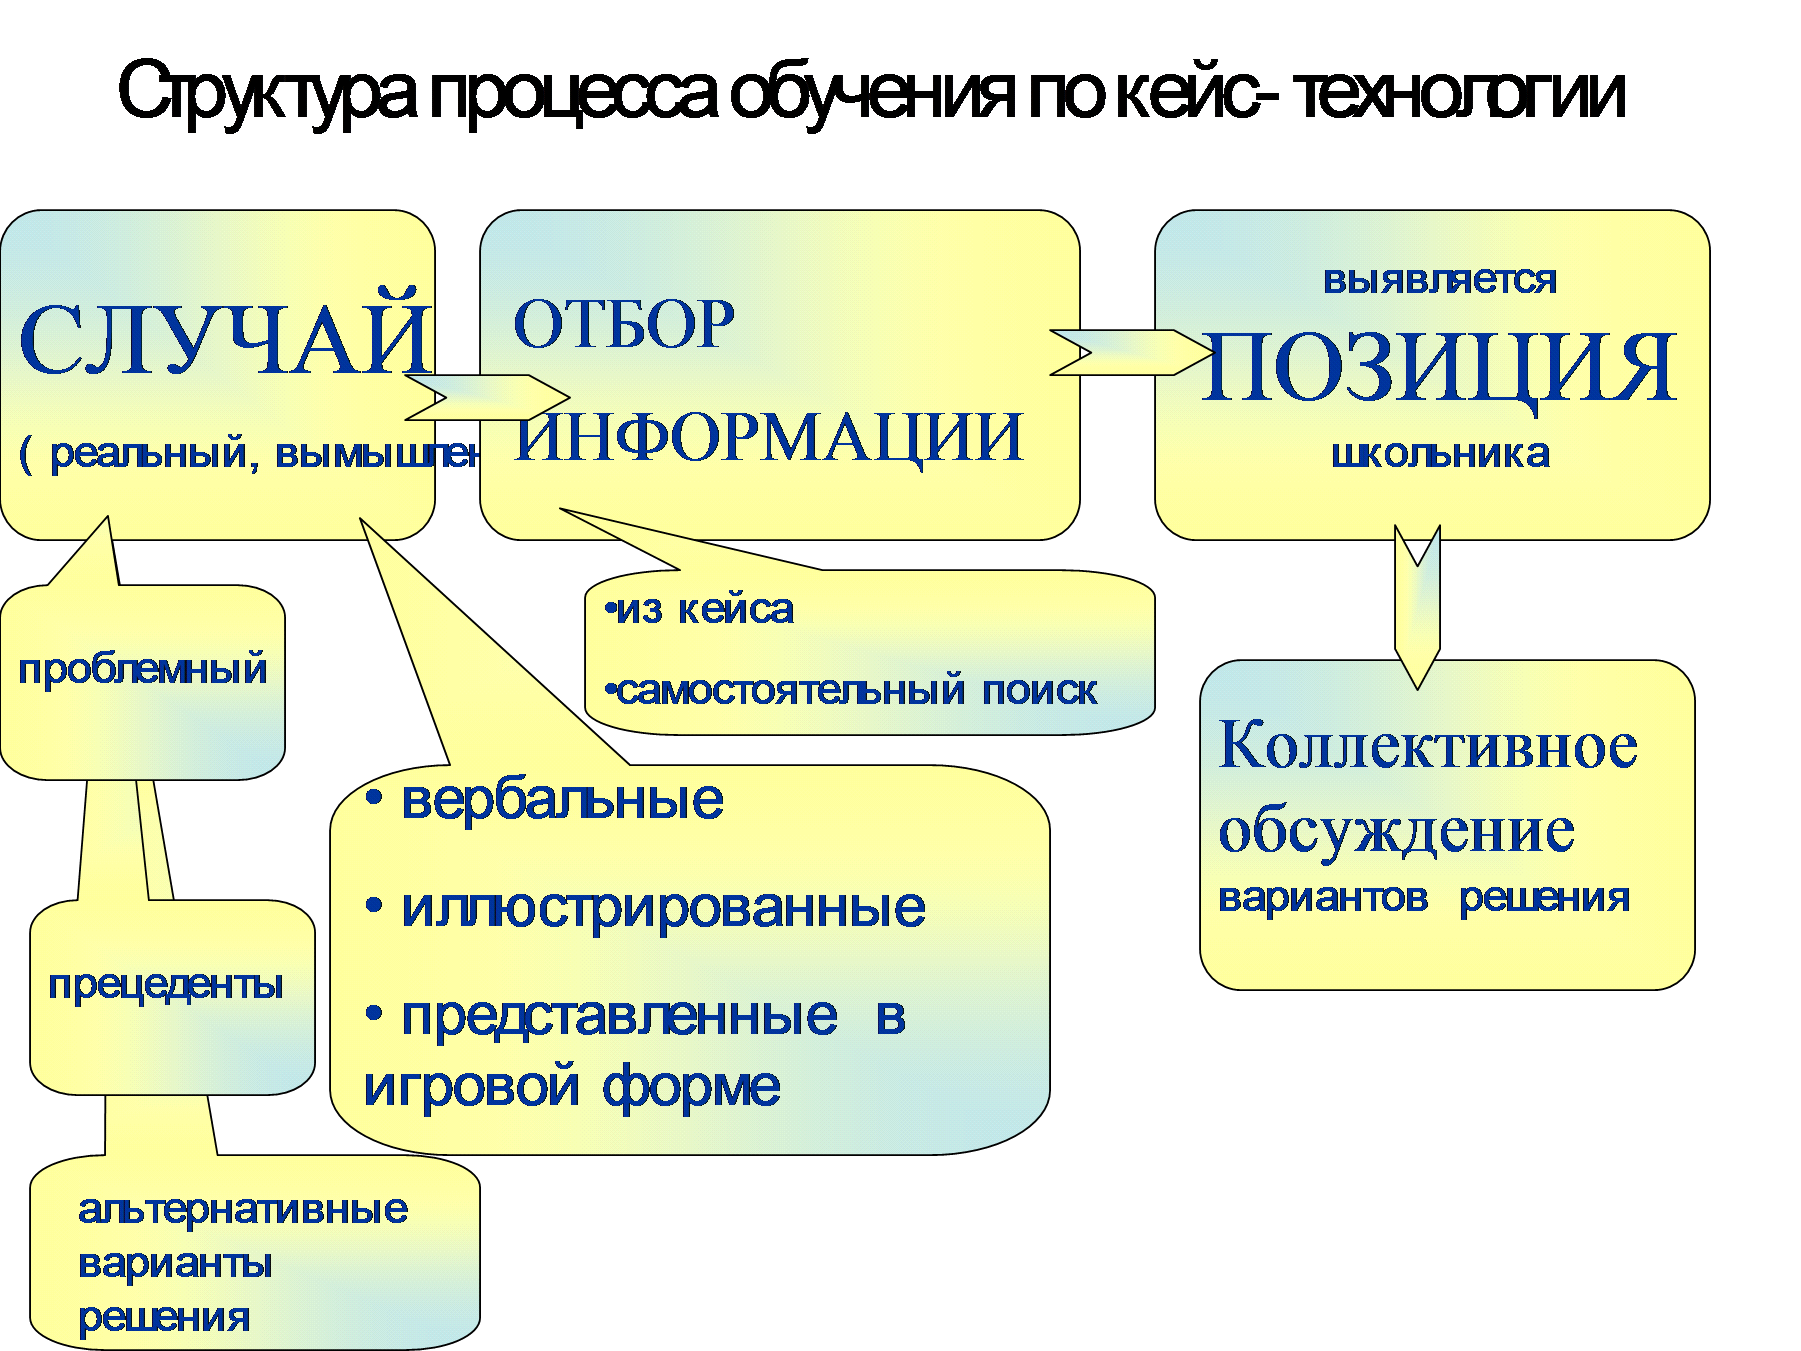 Структура процесса обучения по кейс- технологии
СЛУЧАЙ
( реальный,
ОТБОР
ИНФОРМАЦИИ
выявляется
ПОЗИЦИЯ
школьника
•из кейса
•самостоятельный поиск
проблемный
• вербальные
• иллюстрированные
• представленные в
игровой форме
Коллективное
обсуждение
вариантов решения
прецеденты
альтернативные
варианты
решения